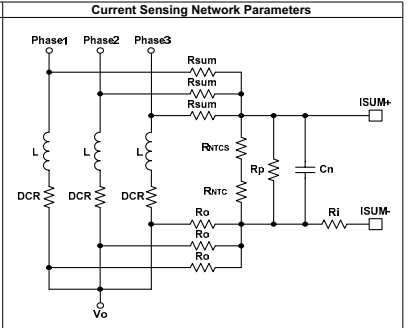 Current Sensing Network Parameters
Phase1 Phase2 Phase3
Rsum
Rsum
Rsum
ISUM+
L L L
RNTCS
Rp Cn
RNTC
DCR DCR DCR
Ro
Ri
ISUM-
Ro
Ro
Vo